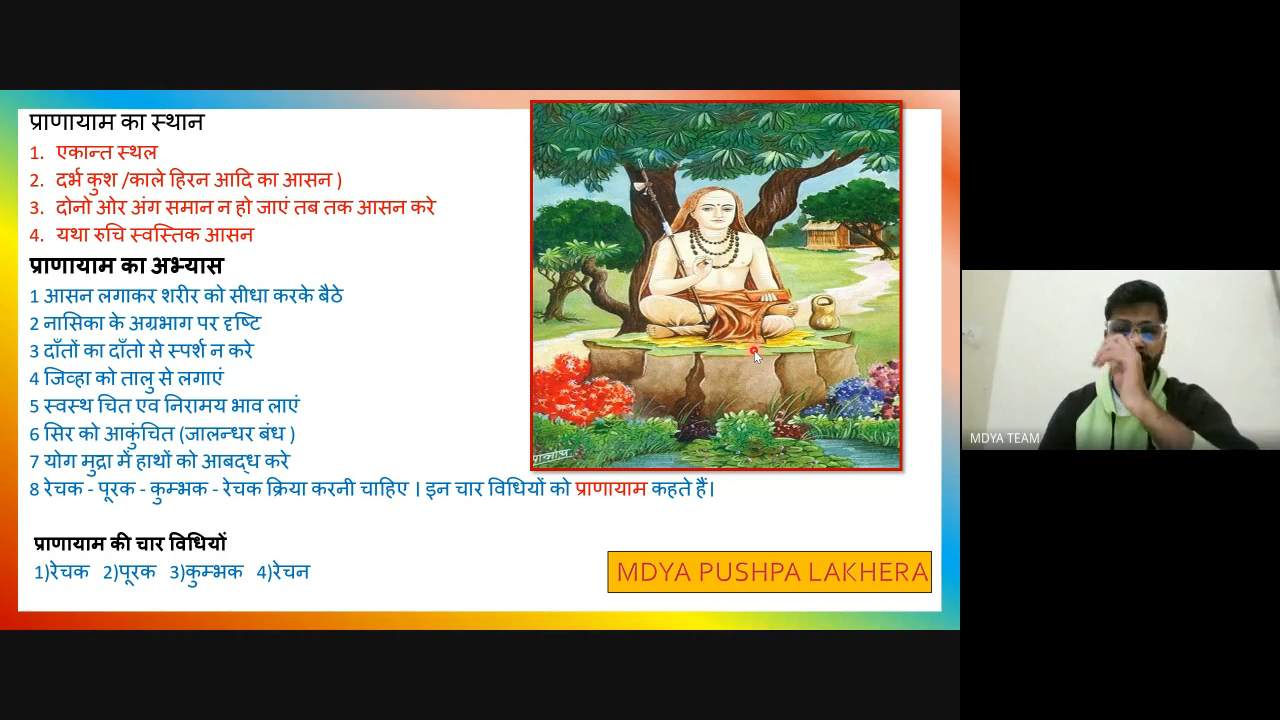 प्राणायाम का स्थान
1. एकान्त स्थल
2. दर्भ कुश /काले हिरन आदि का आसन )
3. दोनो ओर अंग समान न हो जाएं तब तक आसन करे
4. यथा रुचि स्वस्तिक आसन
प्राणायाम का अभ्यास
1 आसन लगाकर शरीर को सीधा करके बैठे
2 नासिका के अग्रभाग पर दृष्टि
3 दाँतों का दाँतो से स्पर्श न करे
4 जिव्हा को तालु से लगाएं
5 स्वस्थ चित एव निरामय भाव लाएं
6 सिर को आकुंचित (जालन्धर बंध )
7 योग मुद्रा में हाथों को आबद्ध करे
8 रेचक - पूरक - कुम्भक - रेचक क्रिया करनी चाहिए । इन चार विधियों को प्राणायाम कहते हैं।
प्राणायाम की चार विधियों
1)रेचक 2)पूरक 3)कुम्भक 4)रेचन
MDYA PUSHPA LAKHERA
MDYA TEAM